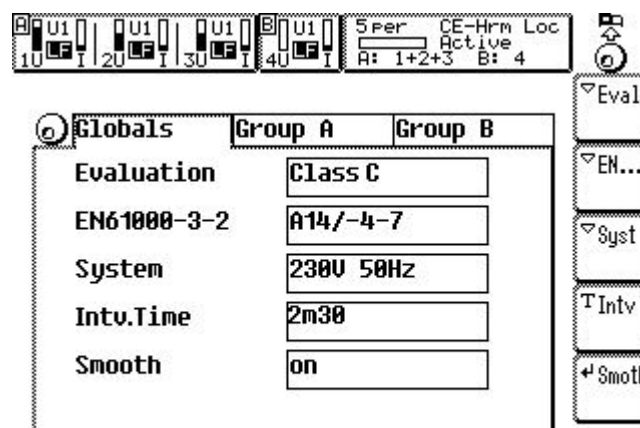 A U1 U1 U1 B U1 5per CE-Hrm Loc
LF LF LF LF Active
1U I 2U I 3U I 4U I A: 1+2+3 B: 4
Eval
Globals Group A Group B
Evaluation Class C
EN...
EN61000-3-2 A14/-4-7
Syst
System 230V 50Hz
T Intv
Intv.Time 2m30
Smooth on
Smoth